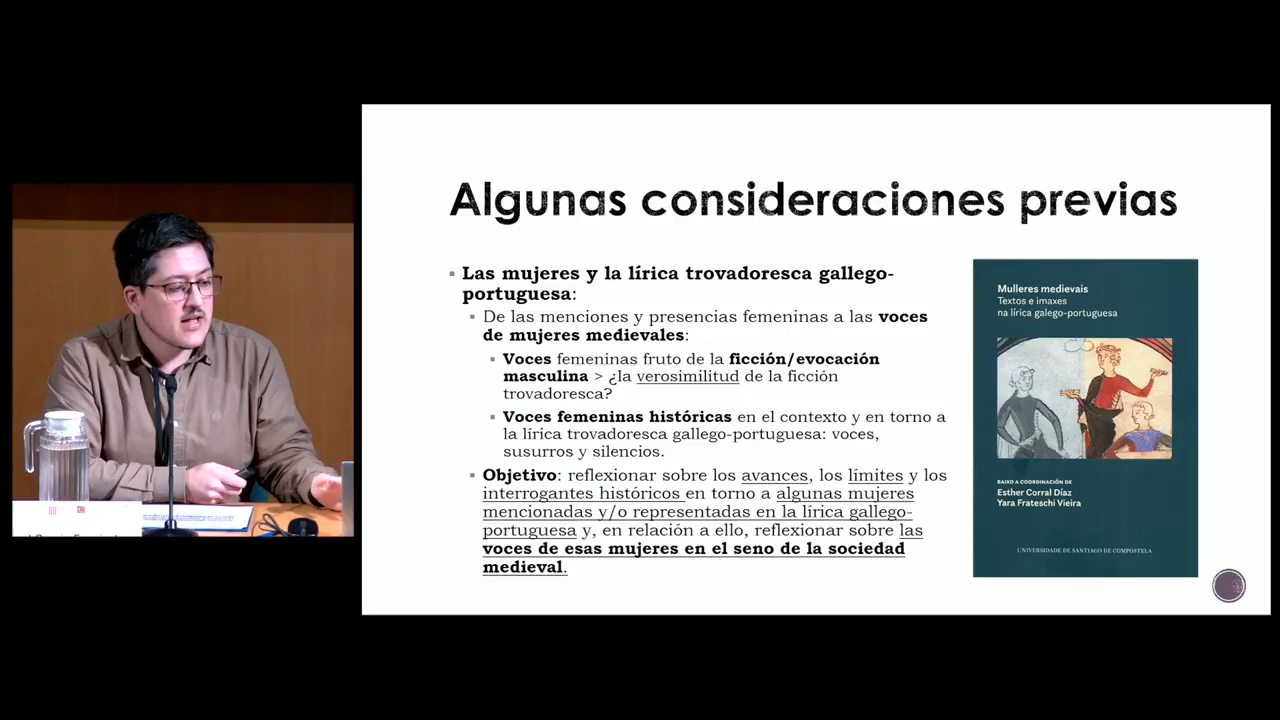 Algunas consideraciones previas
▪ Las mujeres y la lírica trovadoresca gallego-
portuguesa:
▪ De las menciones y presencias femeninas a las voces
de mujeres medievales:
▪ Voces femeninas fruto de la ficción/evocación
masculina > ¿la verosimilitud de la ficción
trovadoresca?
▪ Voces femeninas históricas en el contexto y en torno a
la lírica trovadoresca gallego-portuguesa: voces,
susurros y silencios.
▪ Objetivo: reflexionar sobre los avances, los límites y los
interrogantes históricos en torno a algunas mujeres
mencionadas y/o representadas en la lírica gallego-
portuguesa y, en relación a ello, reflexionar sobre las
voces de esas mujeres en el seno de la sociedad
medieval.
Mulleres medievais
Textos e imaxes
na lírica galego-portuguesa
BAIXO A COORDINACIÓN DE
Esther Corral Díaz
Yara Frateschi Vieira
UNIVERSIDADE DE SANTIAGO DE COMPOSTELA